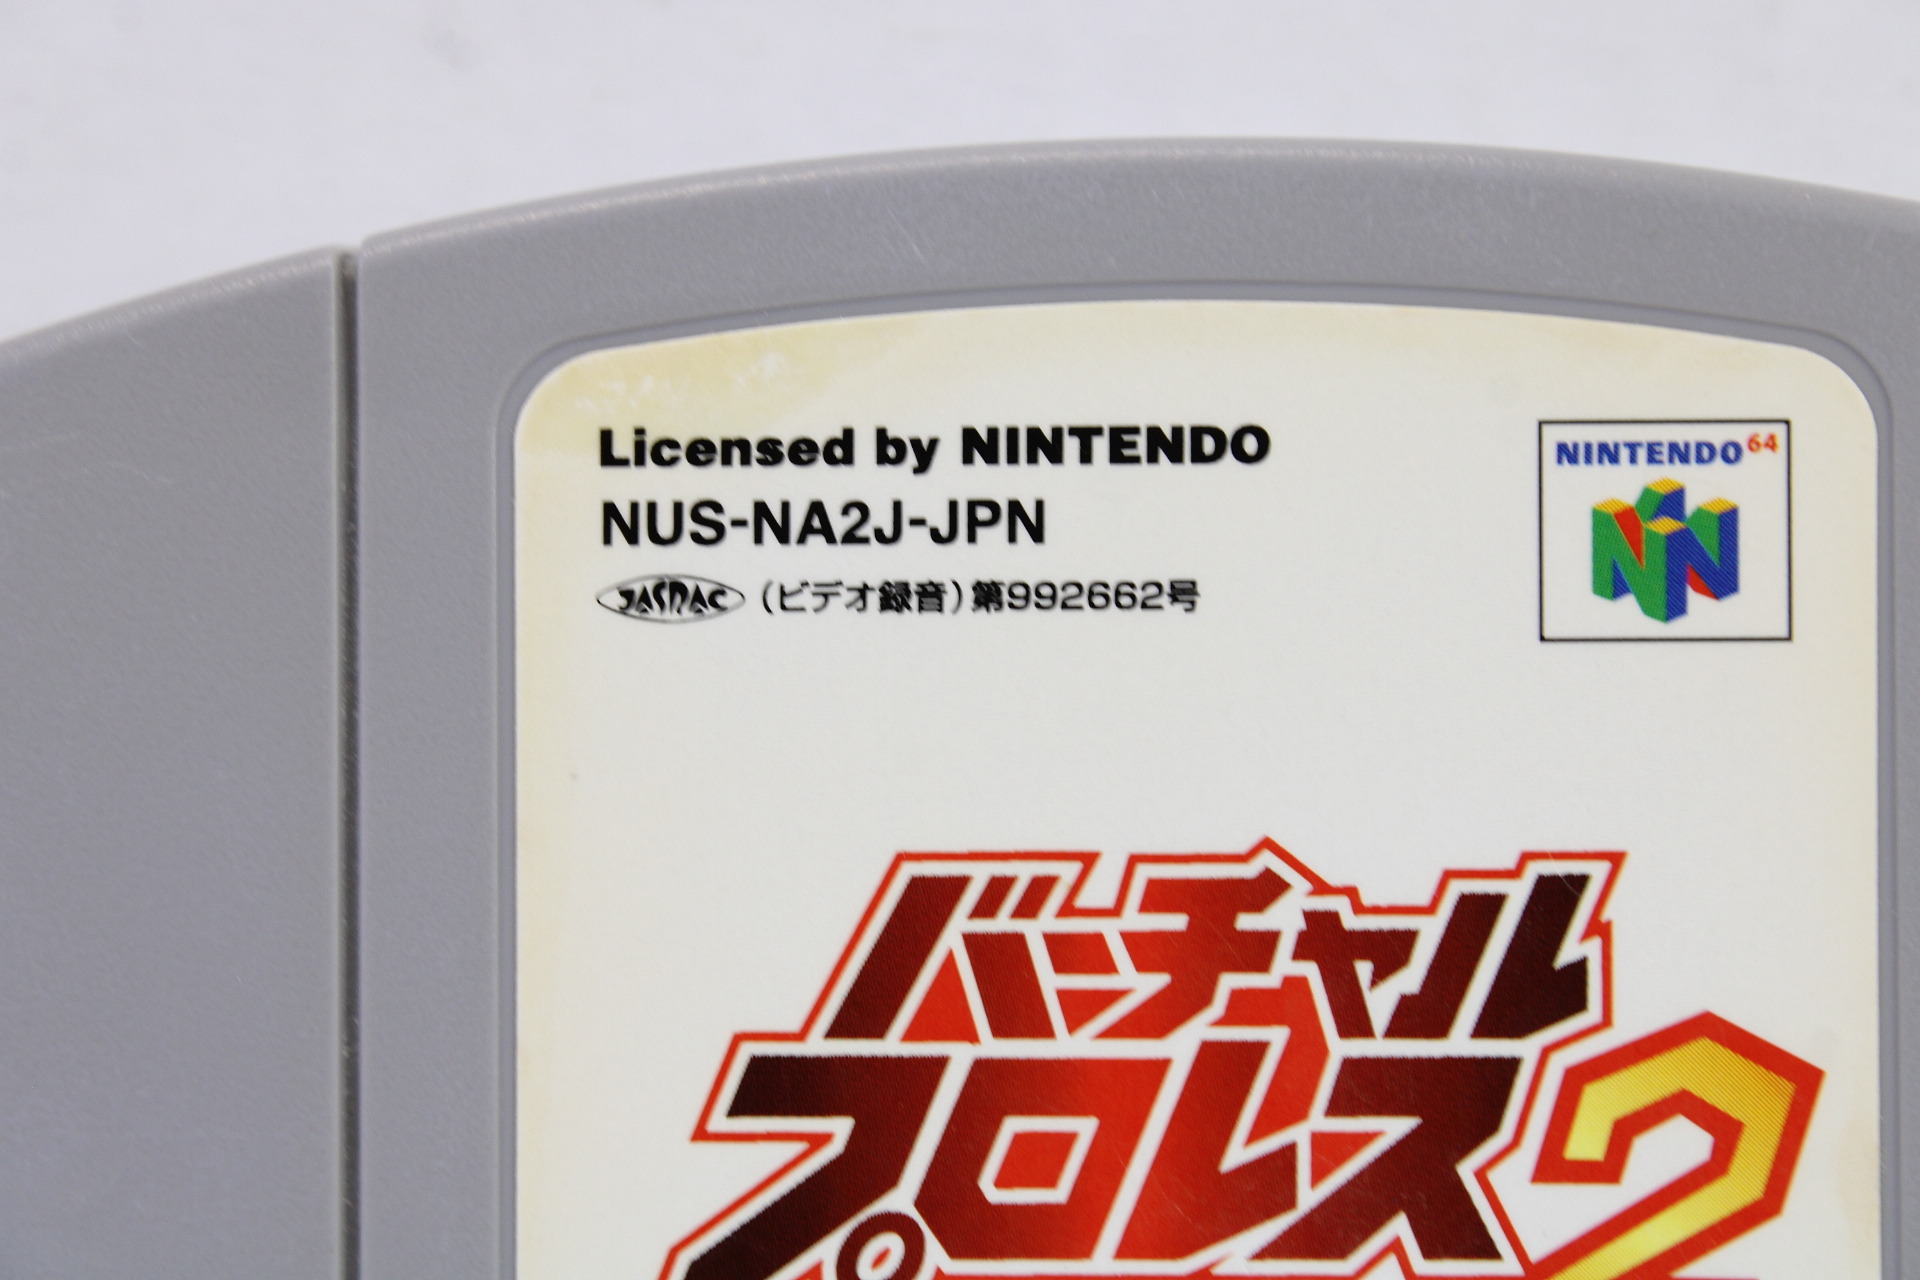 Licensed by NINTENDO
NUS-NA2J-JPN
JASRAC (ビデオ録音)第992662号
NINTENDO64
バーチャル
プロレス2